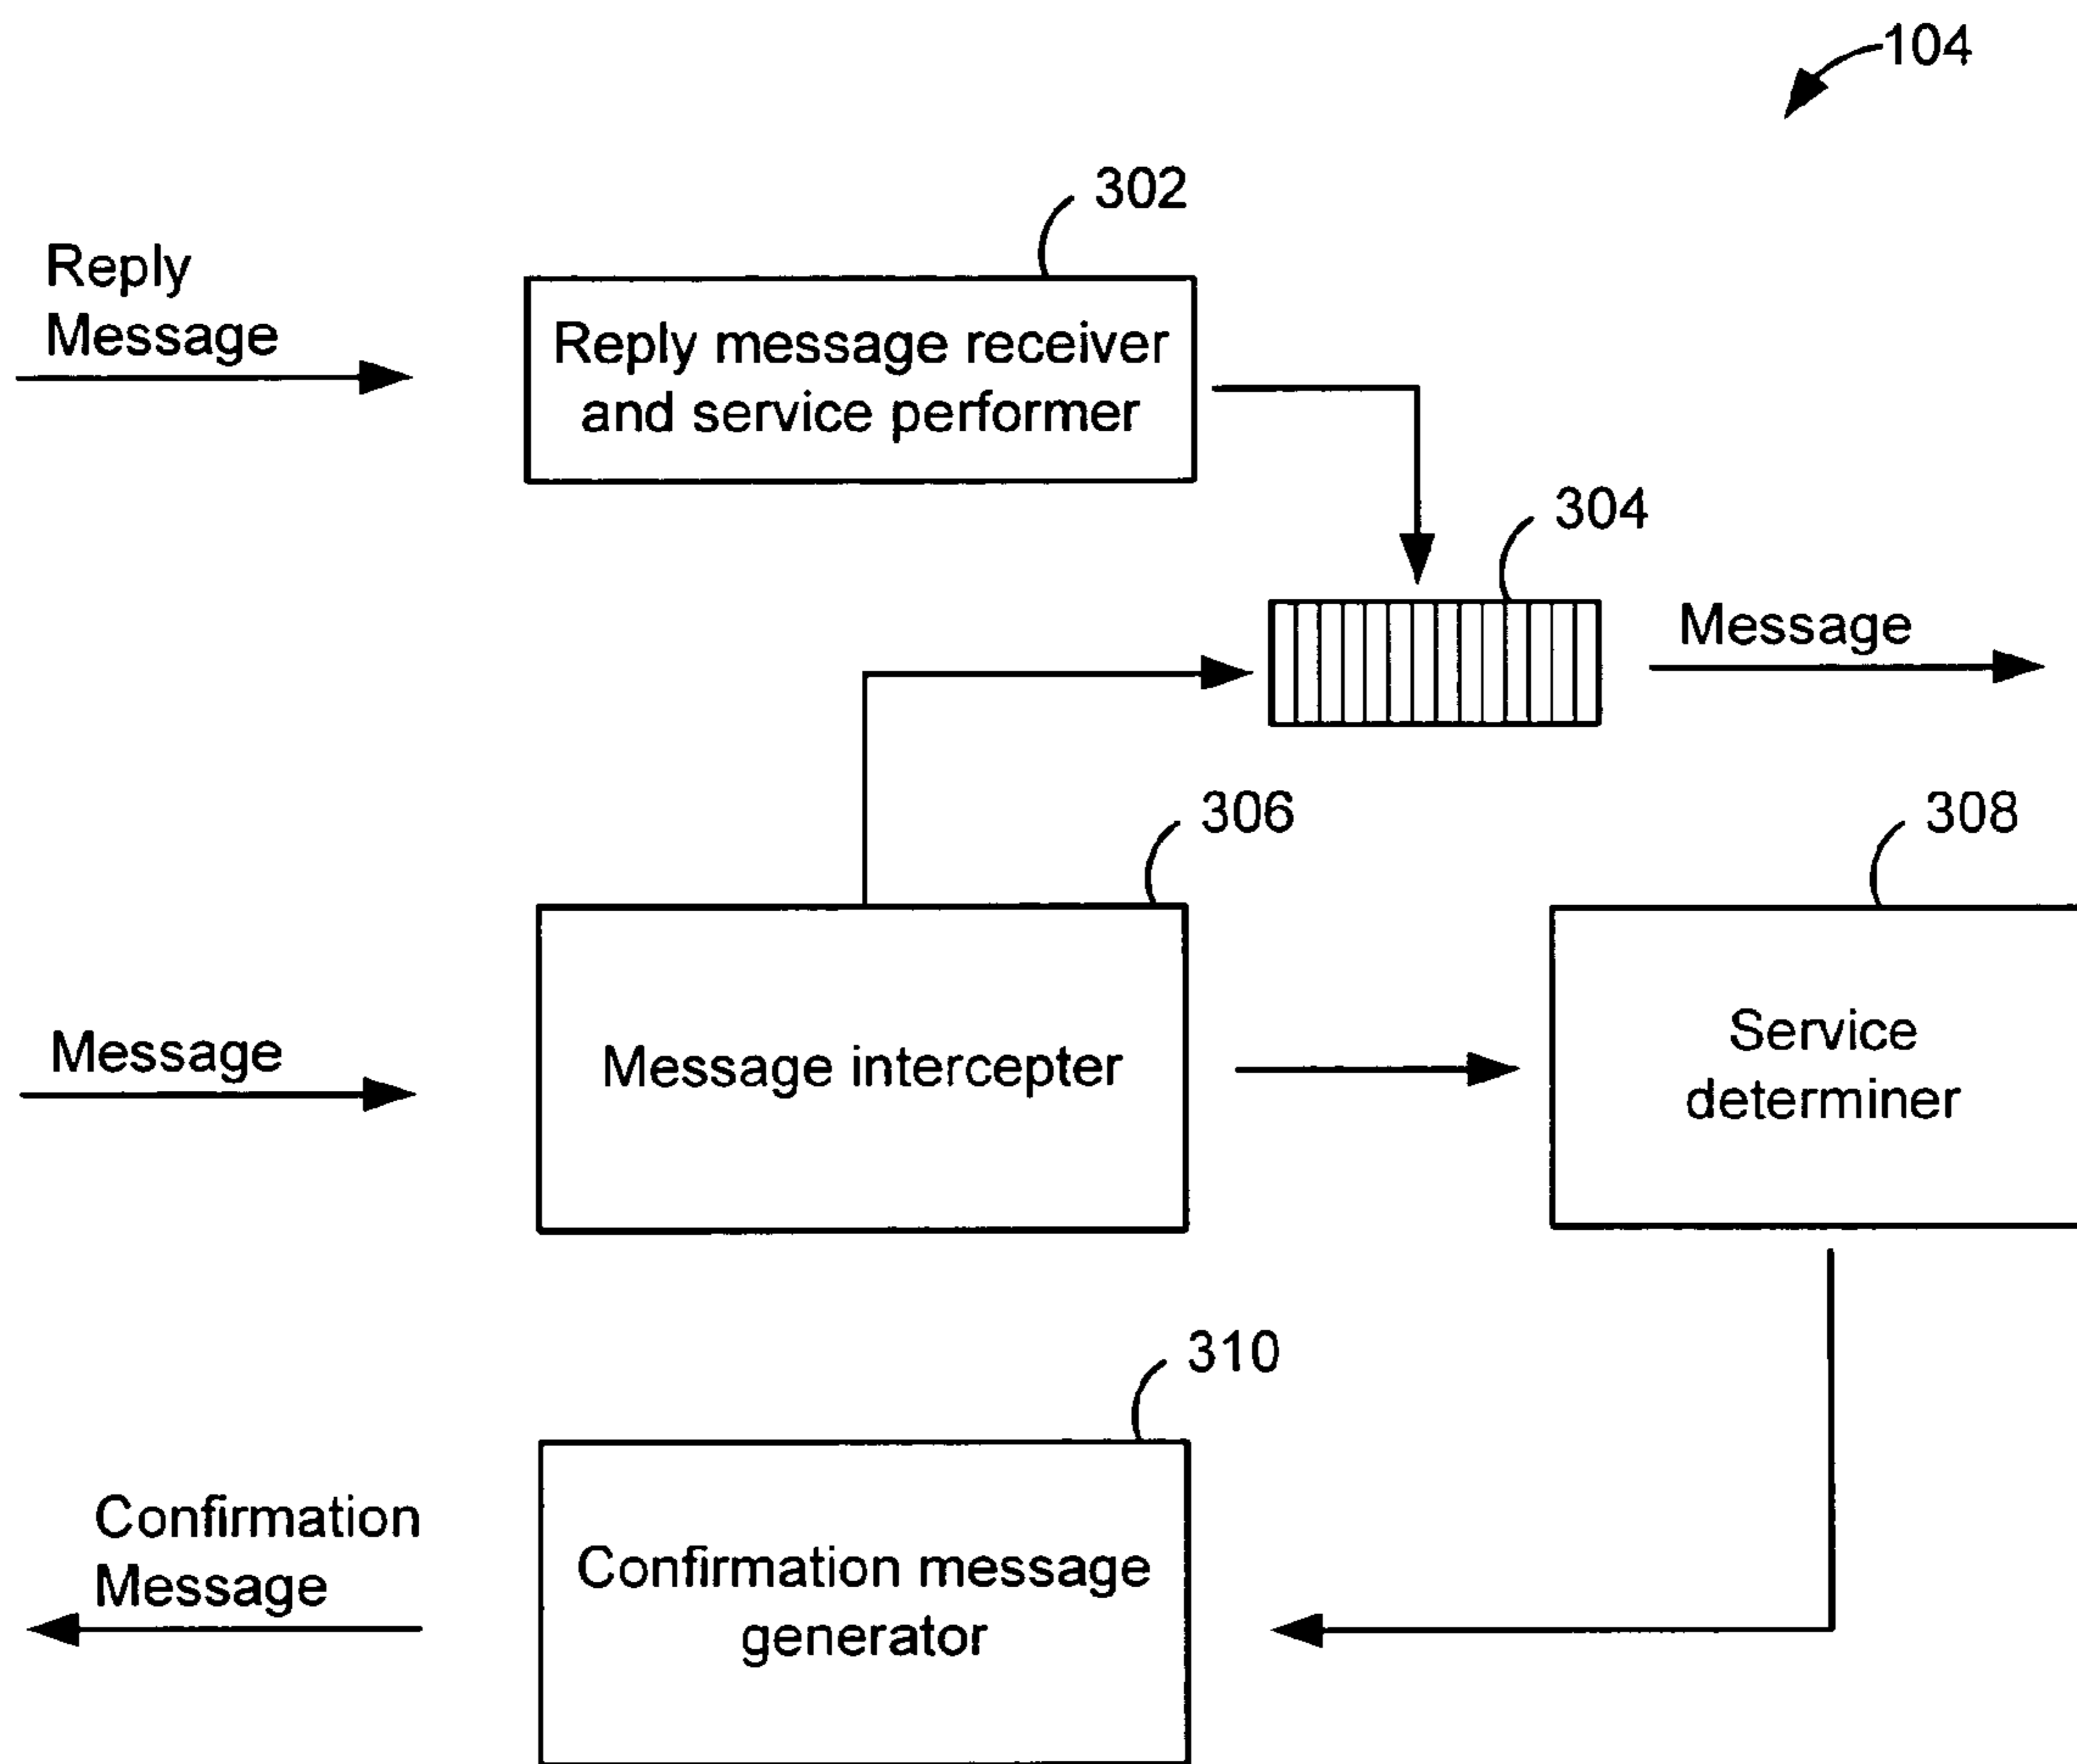 104
302
Reply
Message
Reply message receiver
and service performer
304
Message
306
308
Message
Message intercepter
Service
determiner
310
Confirmation
Message
Confirmation message
generator